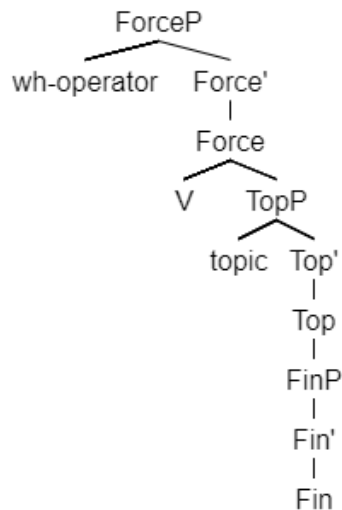 ForceP
wh-operator Force'
Force
V TopP
topic Top'
Top
FinP
Fin'
Fin